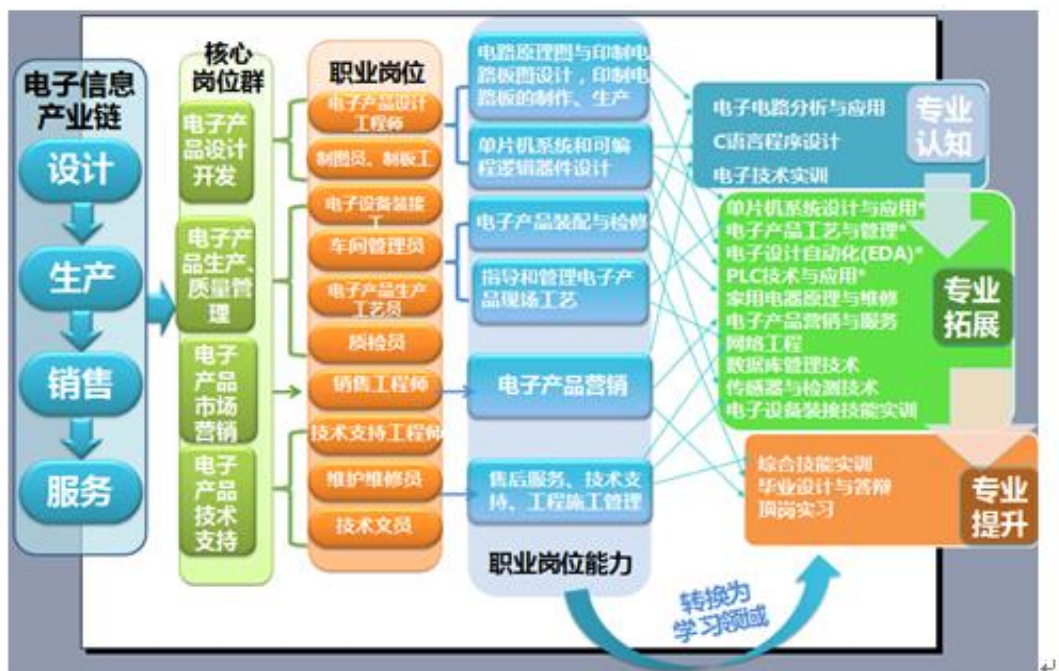 电子信息
产业链
设计
生产
销售
服务
核心
岗位群
电子产
品设计
开发
电子产
品生产、
质量管
理
电子
产品
市场
营销
电子
产品
技术
支持
职业岗位
电子产品设计
工程师
制图员、制板工
电子设备装接
工
车间管理员
电子产品生产
工艺员
质检员
销售工程师
技术支持工程师
维护维修员
技术文员
电路原理图与印制电
路板图设计，印制电
路板的制作、生产
单片机系统和可编
程逻辑器件设计
电子产品装配与检修
指导和管理电子产
品现场工艺
电子产品营销
售后服务、技术支
持、工程施工管理
职业岗位能力
转换为
学习领域
电子电路分析与应用
C语言程序设计
电子技术实训
专业
认知
单片机系统设计与应用*
电子产品工艺与管理*
电子设计自动化(EDA)*
PLC技术与应用*
家用电器原理与维修
电子产品营销与服务
网络工程
数据库管理技术
传感器与检测技术
电子设备装接技能实训
专业
拓展
综合技能实训
毕业设计与答辩
顶岗实习
专业
提升